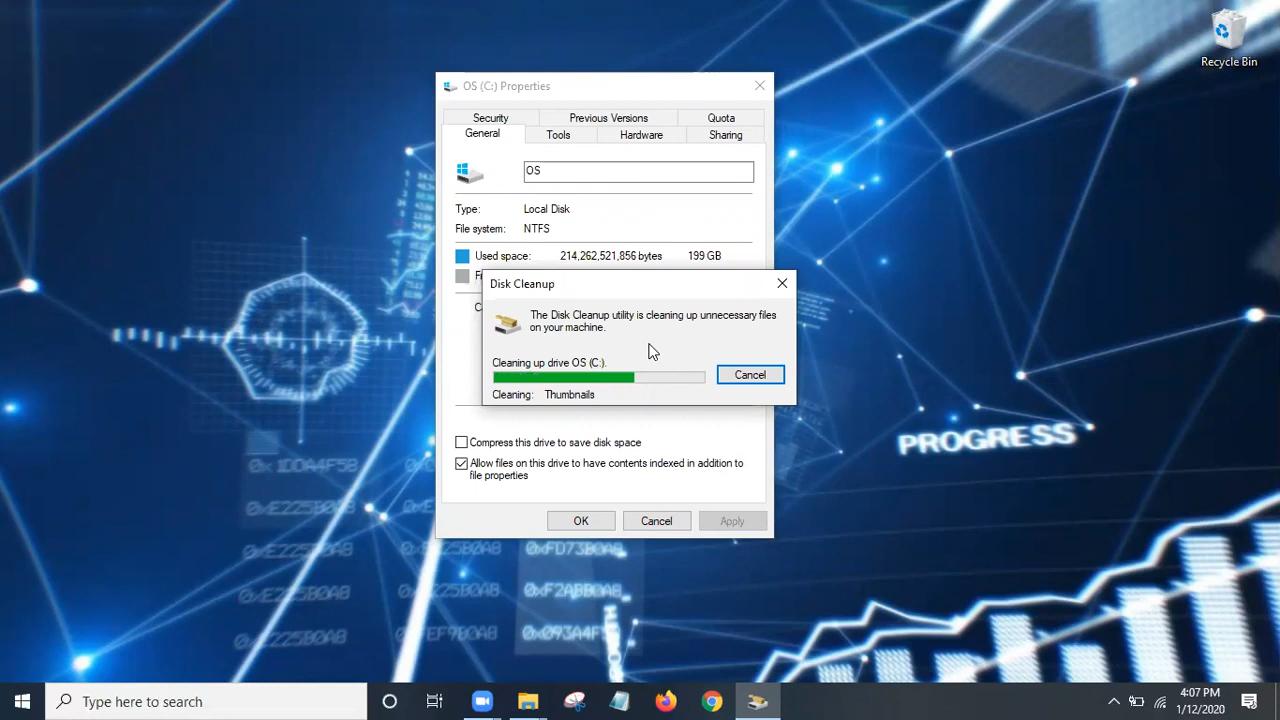 Recycle Bin
OS (C:) Properties
Security
Previous Versions
Quota
General
Tools
Hardware
Sharing
OS
Type: Local Disk
File system: NTFS
Used space: 214,262,521,856 bytes 199 GB
Disk Cleanup
The Disk Cleanup utility is cleaning up unnecessary files
on your machine.
Cleaning up drive OS (C:).
Cancel
Cleaning: Thumbnails
Compress this drive to save disk space
Allow files on this drive to have contents indexed in addition to
file properties
OK
Cancel
Apply
PROGRESS
0xE225B0A8
Type here to search
4:07 PM
1/12/2020